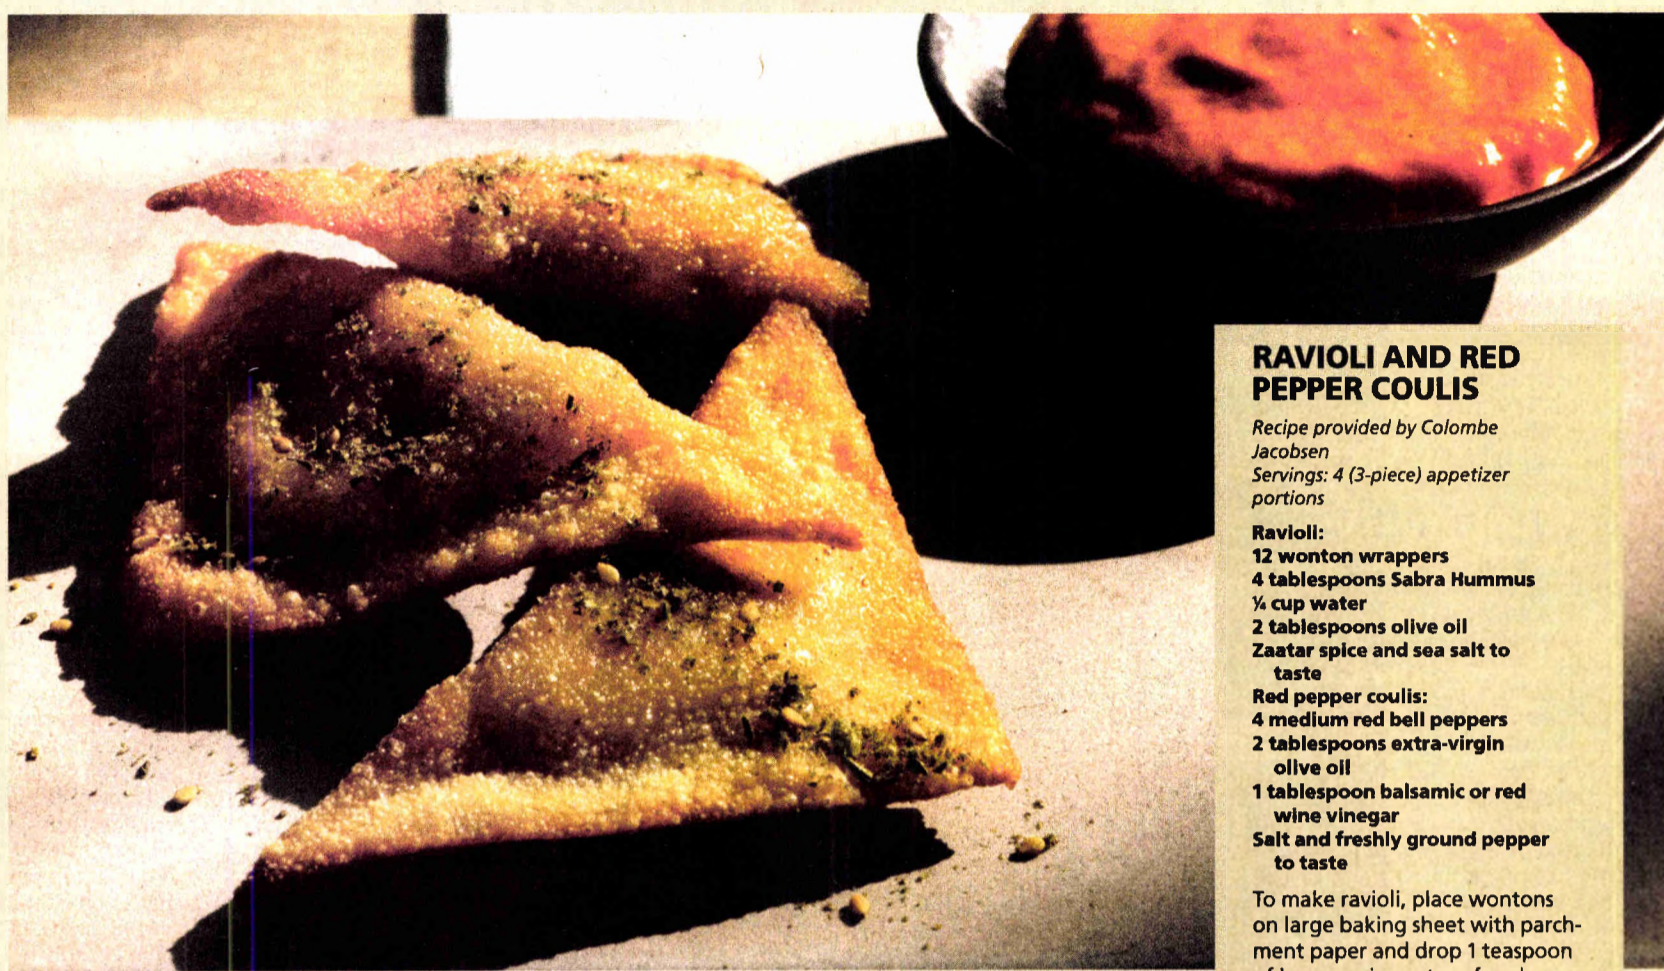 RAVIOLI AND RED
PEPPER COULIS
Recipe provided by Colombe
Jacobsen
Servings: 4 (3-piece) appetizer
portions
Ravioli:
12 wonton wrappers
4 tablespoons Sabra Hummus
¼ cup water
2 tablespoons olive oil
Zaatar spice and sea salt to
taste
Red pepper coulis:
4 medium red bell peppers
2 tablespoons extra-virgin
olive oil
1 tablespoon balsamic or red
wine vinegar
Salt and freshly ground pepper
to taste
To make ravioli, place wontons
on large baking sheet with parch-
ment paper and drop 1 teaspoon